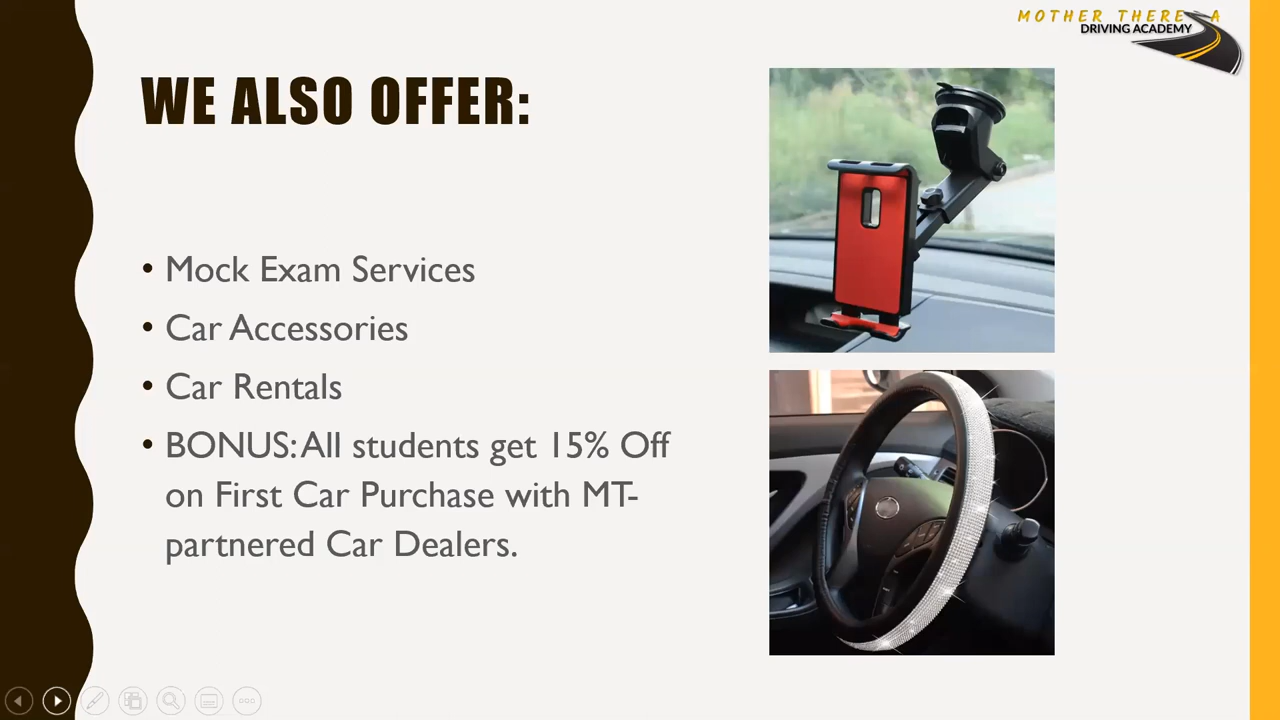 MOTHER THERE A
DRIVING ACADEMY
WE ALSO OFFER:
• Mock Exam Services
• Car Accessories
• Car Rentals
• BONUS: All students get 15% Off
on First Car Purchase with MT-
partnered Car Dealers.